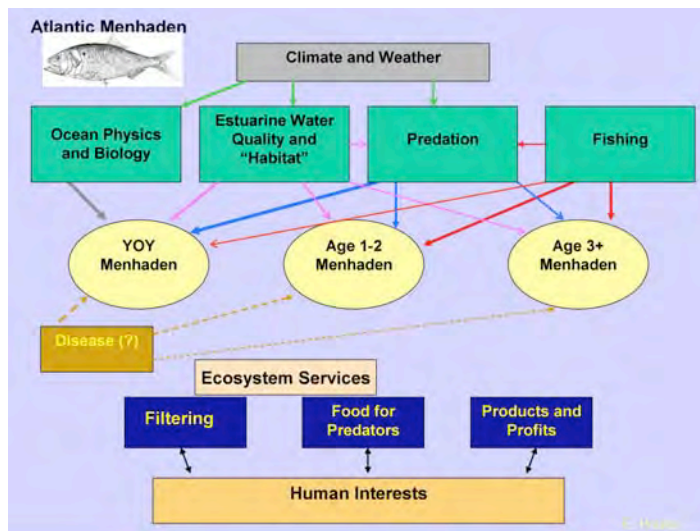 Atlantic Menhaden
Climate and Weather
Ocean Physics
and Biology
Estuarine Water
Quality and
“Habitat”
Predation
Fishing
YOY
Menhaden
Age 1-2
Menhaden
Age 3+
Menhaden
Disease (?)
Ecosystem Services
Filtering
Food for
Predators
Products and
Profits
Human Interests